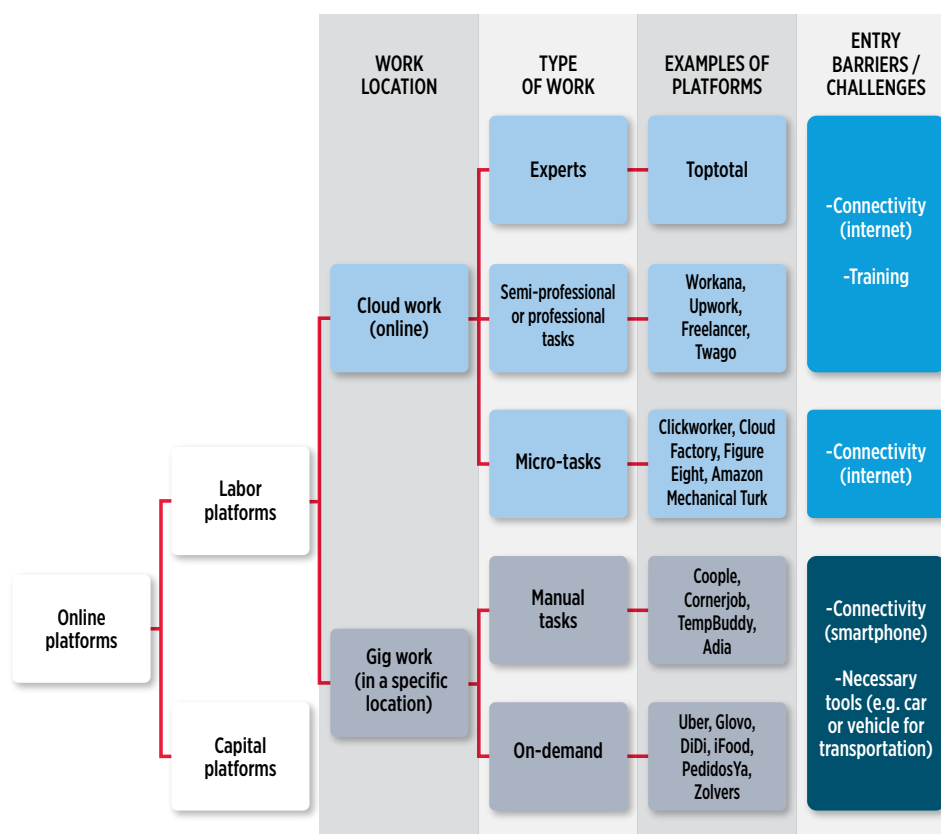 WORK
LOCATION
TYPE
OF WORK
EXAMPLES OF
PLATFORMS
ENTRY
BARRIERS /
CHALLENGES
Experts
Toptotal
-Connectivity
(internet)
-Training
Cloud work
(online)
Semi-professional
or professional
tasks
Workana,
Upwork,
Freelancer,
Twago
Labor
platforms
Micro-tasks
Clickworker, Cloud
Factory, Figure
Eight, Amazon
Mechanical Turk
-Connectivity
(internet)
Online
platforms
Manual
tasks
Coople,
Cornerjob,
TempBuddy,
Adia
-Connectivity
(smartphone)
-Necessary
tools (e.g. car
or vehicle for
transportation)
Gig work
(in a specific
location)
Capital
platforms
On-demand
Uber, Glovo,
DiDi, iFood,
PedidosYa,
Zolvers